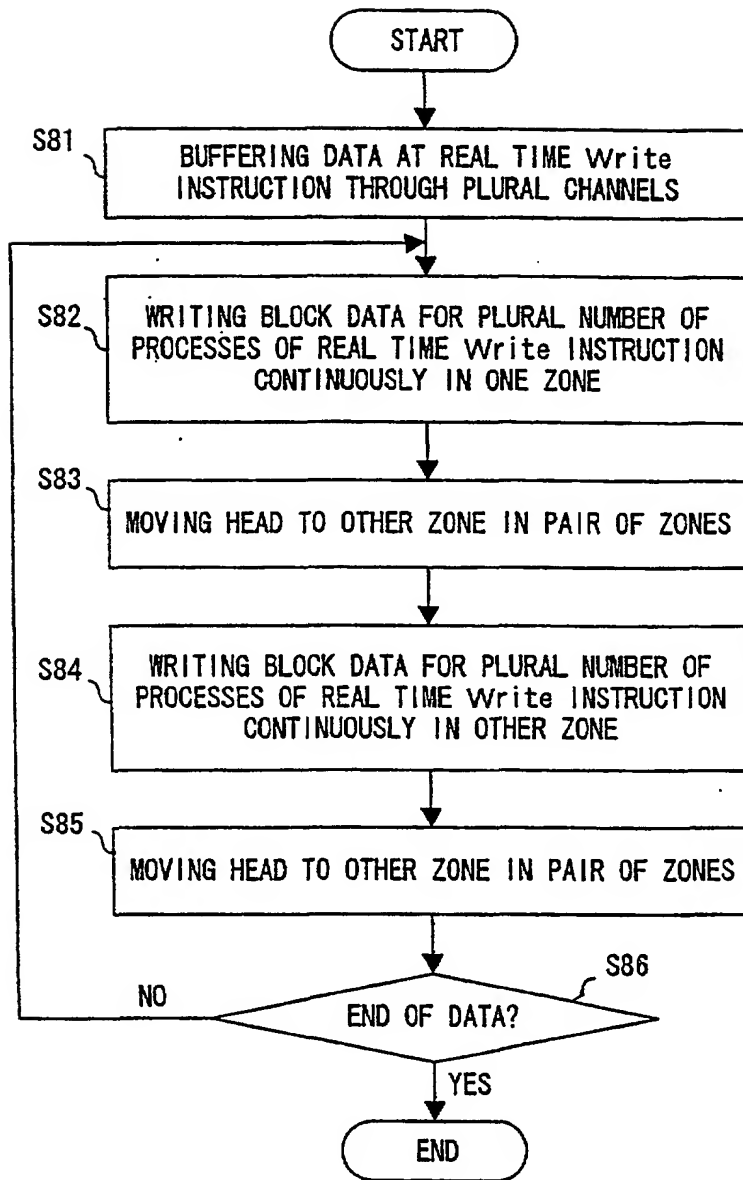 START
S81
BUFFERING DATA AT REAL TIME Write
INSTRUCTION THROUGH PLURAL CHANNELS
S82
WRITING BLOCK DATA FOR PLURAL NUMBER OF
PROCESSES OF REAL TIME Write INSTRUCTION
CONTINUOUSLY IN ONE ZONE
S83
MOVING HEAD TO OTHER ZONE IN PAIR OF ZONES
S84
WRITING BLOCK DATA FOR PLURAL NUMBER OF
PROCESSES OF REAL TIME Write INSTRUCTION
CONTINUOUSLY IN OTHER ZONE
S85
MOVING HEAD TO OTHER ZONE IN PAIR OF ZONES
S86
NO
END OF DATA?
YES
END